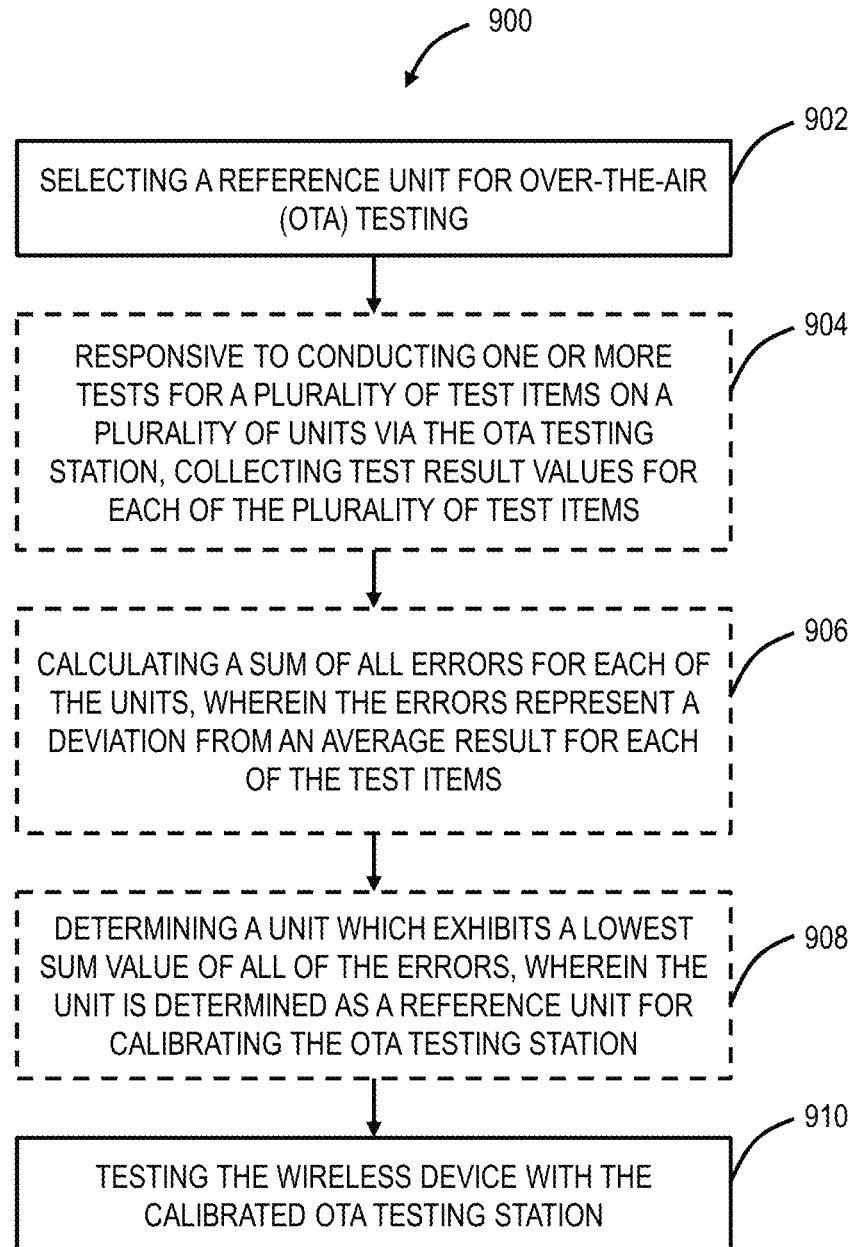 900
902
SELECTING A REFERENCE UNIT FOR OVER-THE-AIR
(OTA) TESTING
904
RESPONSIVE TO CONDUCTING ONE OR MORE
TESTS FOR A PLURALITY OF TEST ITEMS ON A
PLURALITY OF UNITS VIA THE OTA TESTING
STATION, COLLECTING TEST RESULT VALUES FOR
EACH OF THE PLURALITY OF TEST ITEMS
906
CALCULATING A SUM OF ALL ERRORS FOR EACH OF
THE UNITS, WHEREIN THE ERRORS REPRESENT A
DEVIATION FROM AN AVERAGE RESULT FOR EACH
OF THE TEST ITEMS
908
DETERMINING A UNIT WHICH EXHIBITS A LOWEST
SUM VALUE OF ALL OF THE ERRORS, WHEREIN THE
UNIT IS DETERMINED AS A REFERENCE UNIT FOR
CALIBRATING THE OTA TESTING STATION
910
TESTING THE WIRELESS DEVICE WITH THE
CALIBRATED OTA TESTING STATION